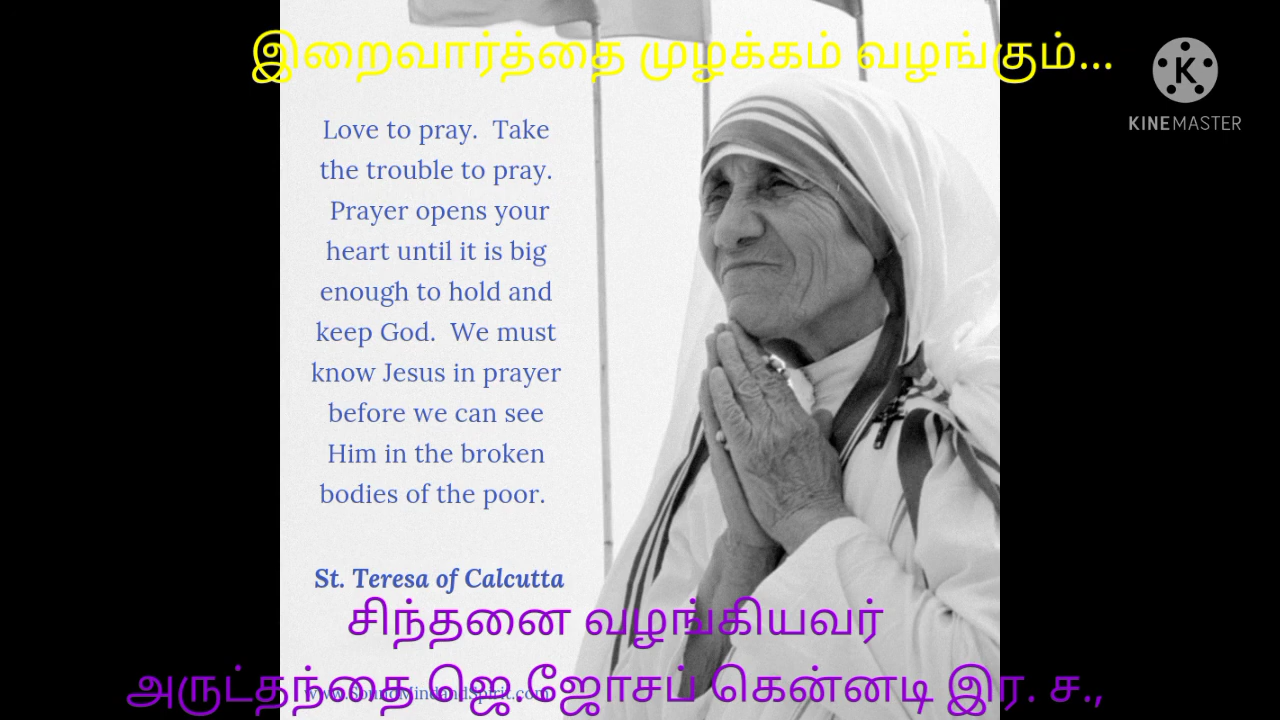 இறைவார்த்தை முழக்கம் வழங்கும்...
KINEMASTER
Love to pray. Take
the trouble to pray.
Prayer opens your
heart until it is big
enough to hold and
keep God. We must
know Jesus in prayer
before we can see
Him in the broken
bodies of the poor.
St. Teresa of Calcutta
சிந்தனை வழங்கியவர்
அருட்தந்தை ஜெ.ஜோசப் கென்னடி இர. ச.,
www.SoundMindandSpirit.com